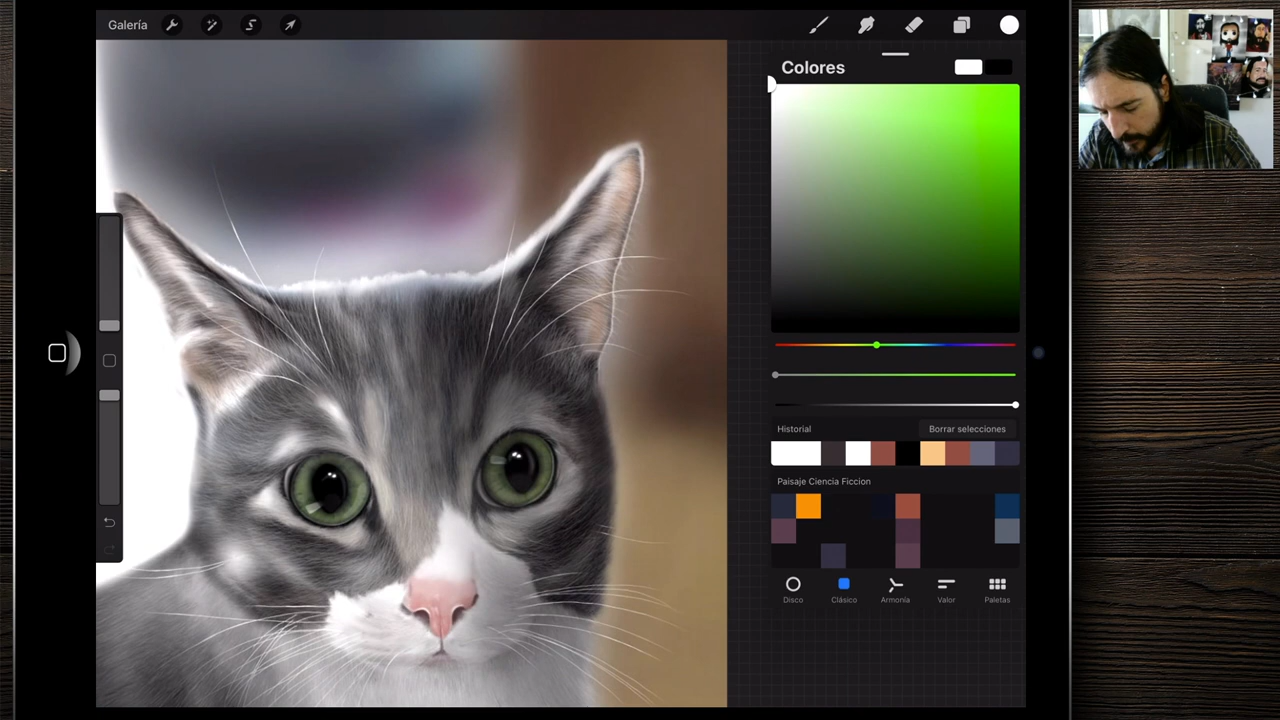 Galería
Colores
Historial
Borrar selecciones
Paisaje Ciencia Ficcion
Disco
Clásico
Armonía
Valor
Paletas